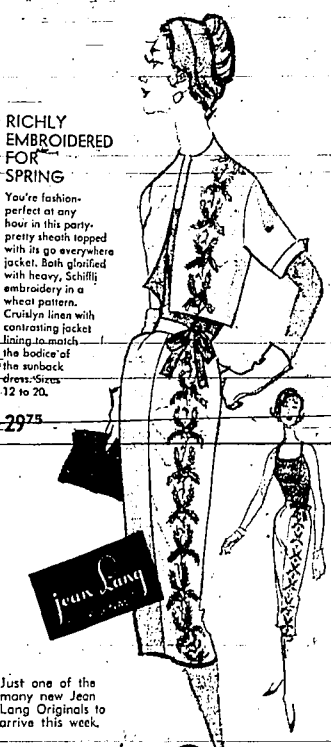 RICHLY
EMBROIDERED
FOR
SPRING
You're fashion-
perfect at any
hour in this party-
pretty sheath topped
with its go everywhere
jacket. Both glorified
with heavy, Schiffli
embroidery in a
wheat pattern.
Cruislyn linen with
contrasting jacket
lining to match
the bodice of
the sunback
dress. Sizes
12 to 20.
29 75
jean Lang
Just one of the
many new Jean
Lang Originals to
arrive this week.